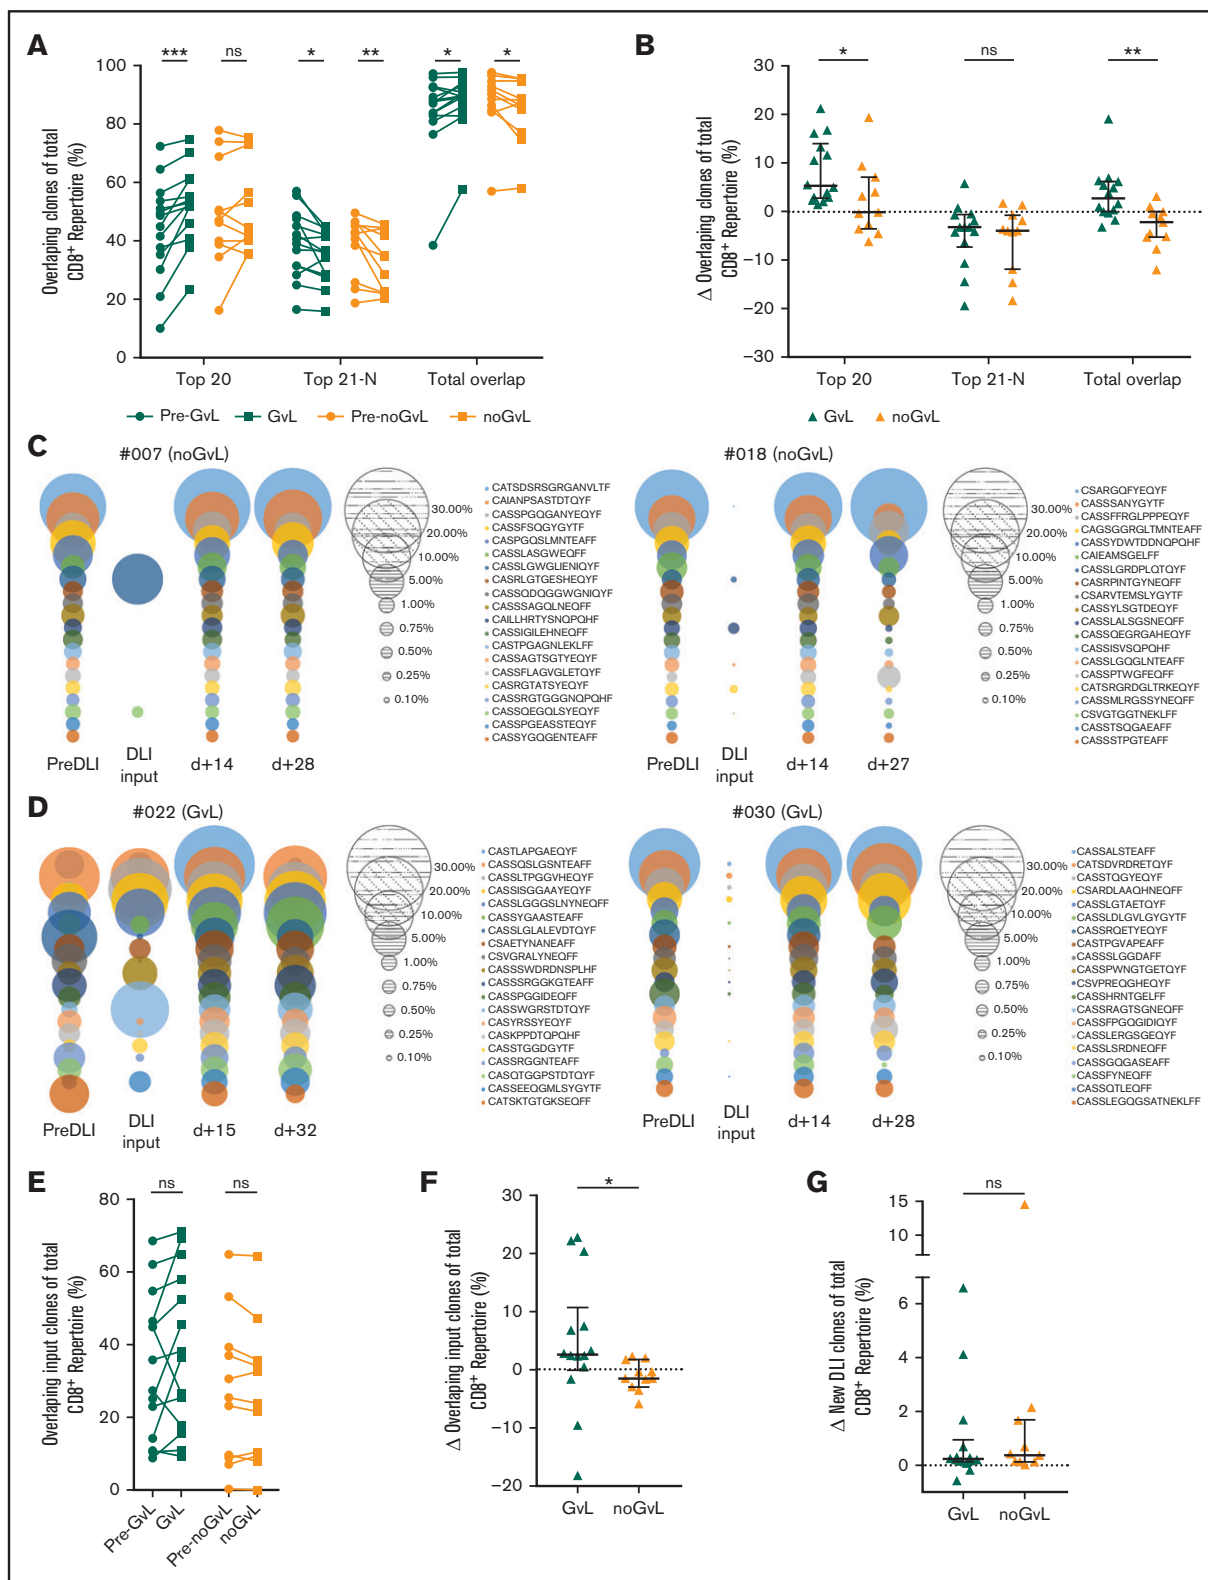 A
B
Overlapping clones of total
CD8+ Repertoire (%)
100
80
60
40
20
0
***
ns
*
**
*
*
Top 20
Top 21-N
Total overlap
Pre-GvL
GvL
Pre-noGvL
noGvL
Δ Overlaping clones of total
CD8+ Repertoire (%)
30
20
10
0
−10
−20
−30
*
ns
**
Top 20
Top 21-N
Total overlap
GvL
noGvL
C
#007 (noGvL)
30.00%
20.00%
10.00%
5.00%
1.00%
0.75%
0.50%
0.25%
0.10%
CATSDSRSGRGANVLTF
CAIANPSASTDTQYF
CASSPGQGANYEQYF
CASSFSQGYGYTF
CASPGQSLMNTEAFF
CASSLASGWEQFF
CASSLGWGLIENIQYF
CASRLGTGESHEQYF
CASSQDQGGWGNIQYF
CASSSAGQLNEQFF
CAILLHRTYSNQPQHF
CASSIGILEHNEQFF
CASTPGAGNLEKLFF
CASSAGTSGTYEQYF
CASSFLAGVGLETQYF
CASRGTATSYEQYF
CASSRGTGGGNQPQHF
CASSQEGQLSYEQYF
CASSPGEASSTEQYF
CASSYGQGENTEAFF
PreDLI
DLI
input
d+14
d+28
#018 (noGvL)
30.00%
20.00%
10.00%
5.00%
1.00%
0.75%
0.50%
0.25%
0.10%
CSARGQFYEQYF
CASSSANYGYTF
CASSFFRGLPPPEQYF
CAGSGGRGLTMNTEAFF
CASSYDWTDDNQPQHF
CAIEAMSGELFF
CASSLGRDPLQTQYF
CASRPINTGYNEQFF
CSARVTEMSLYGYTF
CASSYLSGTDEQYF
CASSLALSGSNEQFF
CASSQEGRGAHEQYF
CASSISVSQPQHF
CASSLGQGLNTEAFF
CASSPTWGFEQFF
CATSRGRDGLTRKEQYF
CASSMLRGSSYNEQFF
CSVGTGGTNEKLFF
CASSTSQGAEAFF
CASSSTPGTEAFF
PreDLI
DLI
input
d+14
d+27
D
#022 (GvL)
30.00%
20.00%
10.00%
5.00%
1.00%
0.75%
0.50%
0.25%
0.10%
CASTLAPGAEQYF
CASSQSLGSNTEAFF
CASSLTPGGVHEQYF
CASSISGGAAYEQYF
CASSLGGGSLNYNEQFF
CASSYGAASTEAFF
CASSLGLALEVDTQYF
CSAETYNANEAFF
CSVGRALYNEQFF
CASSSWDRDNSPLHF
CASSSRGGKGTEAFF
CASSPGGIDEQFF
CASSWGRSTDTQYF
CASYRSSYEQYF
CASKPPDTQPQHF
CASSTGGDGYTF
CASSRGGNTEAFF
CASQTGGPSTDTQYF
CASSEEQGMLSYGYTF
CATSKTGTGKSEQFF
PreDLI
DLI
input
d+15
d+32
#030 (GvL)
30.00%
20.00%
10.00%
5.00%
1.00%
0.75%
0.50%
0.25%
0.10%
CASSALSTEAFF
CATSDVRDRETQYF
CASSTQGYEQYF
CSARDLAAQHNEQFF
CASSLGTAETQYF
CASSLDLGVLGYGYTF
CASSRQETYEQYF
CASTPGVAPEAFF
CASSSLGGDAFF
CASSPWNGTGETQYF
CSVPREQGHEQYF
CASSHRNTGELFF
CASSRAGTSGNEQFF
CASSFPGQGIDIQYF
CASSLERGSGEQYF
CASSLSRDNEQFF
CASSGQGASEAFF
CASSFYNEQFF
CASSQTLEQFF
CASSLEGQGSATNEKLFF
PreDLI
DLI
input
d+14
d+28
E
Overlaping input clones of total
CD8+ Repertoire (%)
80
60
40
20
0
ns
ns
Pre-GvL
GvL
Pre-noGvL
noGvL
F
Δ Overlaping input clones of total
CD8+ Repertoire (%)
30
20
10
0
−10
−20
*
GvL
noGvL
G
Δ New DLI clones of total
CD8+ Repertoire (%)
15
10
6
4
2
0
ns
GvL
noGvL